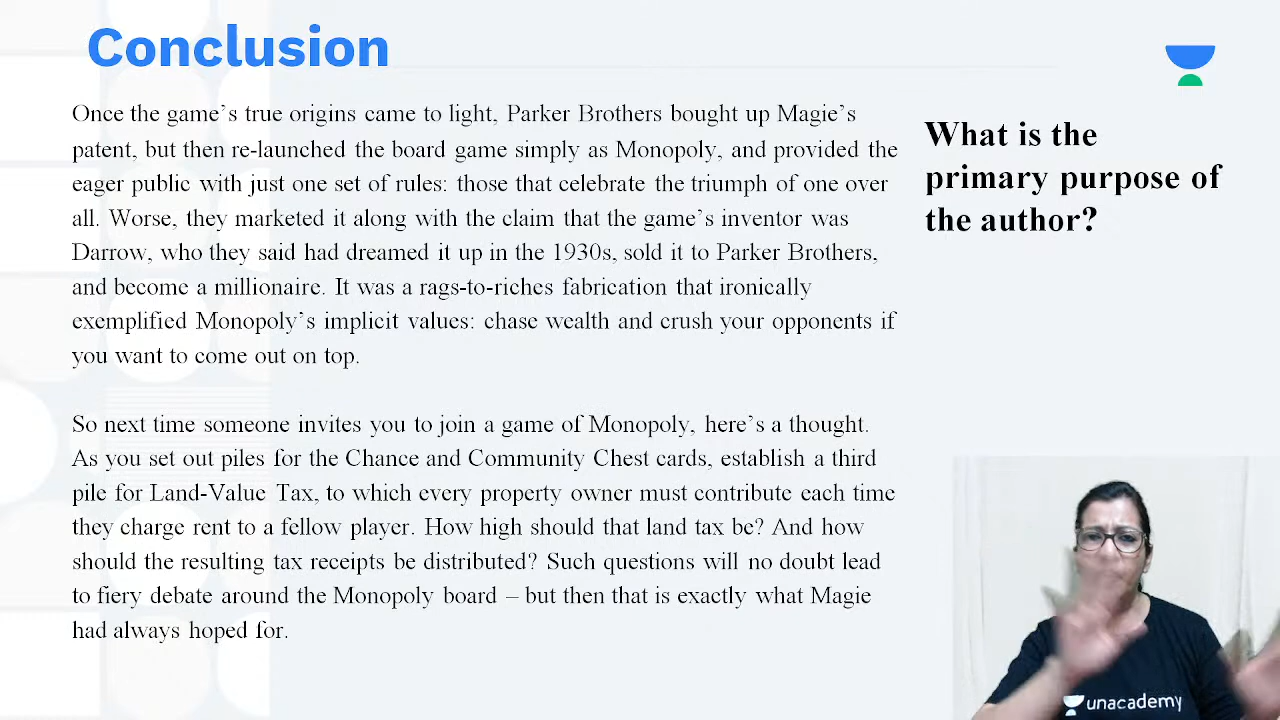 Conclusion
Once the game's true origins came to light, Parker Brothers bought up Magie's
patent, but then re-launched the board game simply as Monopoly, and provided the
eager public with just one set of rules: those that celebrate the triumph of one over
all. Worse, they marketed it along with the claim that the game's inventor was
Darrow, who they said had dreamed it up in the 1930s, sold it to Parker Brothers,
and become a millionaire. It was a rags-to-riches fabrication that ironically
exemplified Monopoly's implicit values: chase wealth and crush your opponents if
you want to come out on top.
So next time someone invites you to join a game of Monopoly, here's a thought.
As you set out piles for the Chance and Community Chest cards, establish a third
pile for Land-Value Tax, to which every property owner must contribute each time
they charge rent to a fellow player. How high should that land tax be? And how
should the resulting tax receipts be distributed? Such questions will no doubt lead
to fiery debate around the Monopoly board – but then that is exactly what Magie
had always hoped for.
What is the
primary purpose of
the author?
unacademy